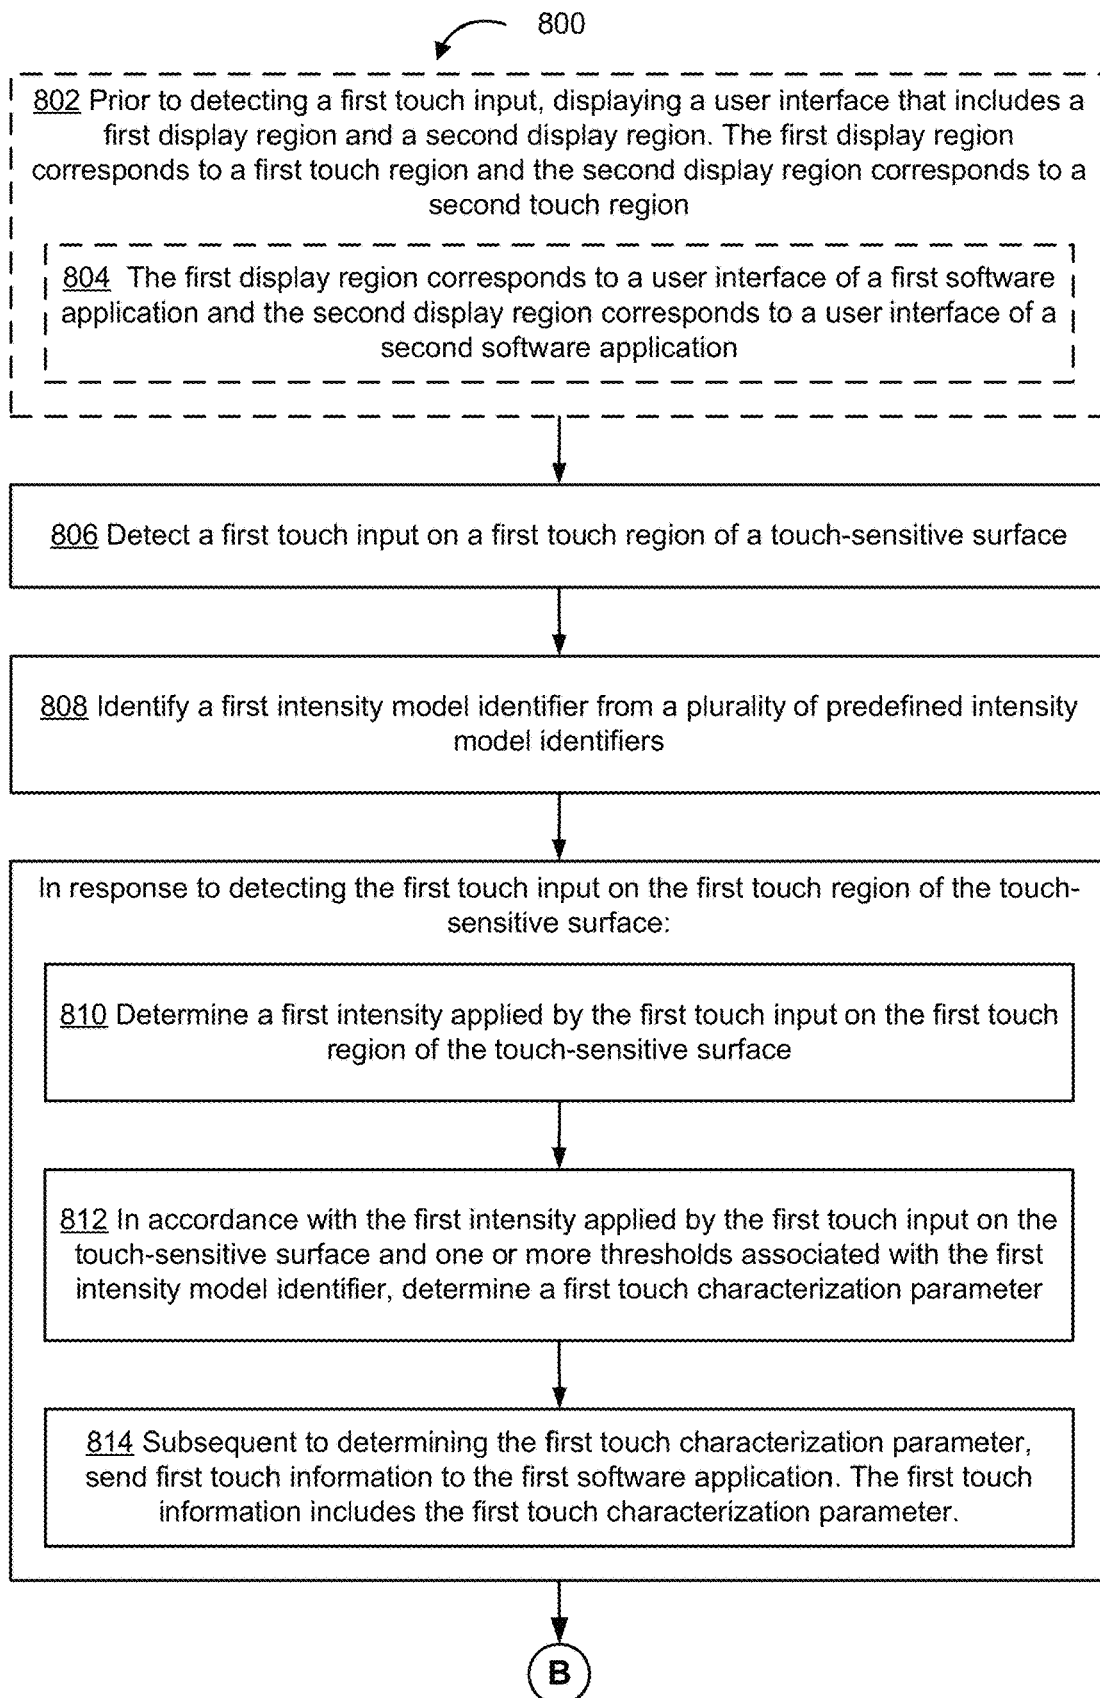 800
802 Prior to detecting a first touch input, displaying a user interface that includes a
first display region and a second display region. The first display region
corresponds to a first touch region and the second display region corresponds to a
second touch region
804 The first display region corresponds to a user interface of a first software
application and the second display region corresponds to a user interface of a
second software application
806 Detect a first touch input on a first touch region of a touch-sensitive surface
808 Identify a first intensity model identifier from a plurality of predefined intensity
model identifiers
In response to detecting the first touch input on the first touch region of the touch-
sensitive surface:
810 Determine a first intensity applied by the first touch input on the first touch
region of the touch-sensitive surface
812 In accordance with the first intensity applied by the first touch input on the
touch-sensitive surface and one or more thresholds associated with the first
intensity model identifier, determine a first touch characterization parameter
814 Subsequent to determining the first touch characterization parameter,
send first touch information to the first software application. The first touch
information includes the first touch characterization parameter.
B